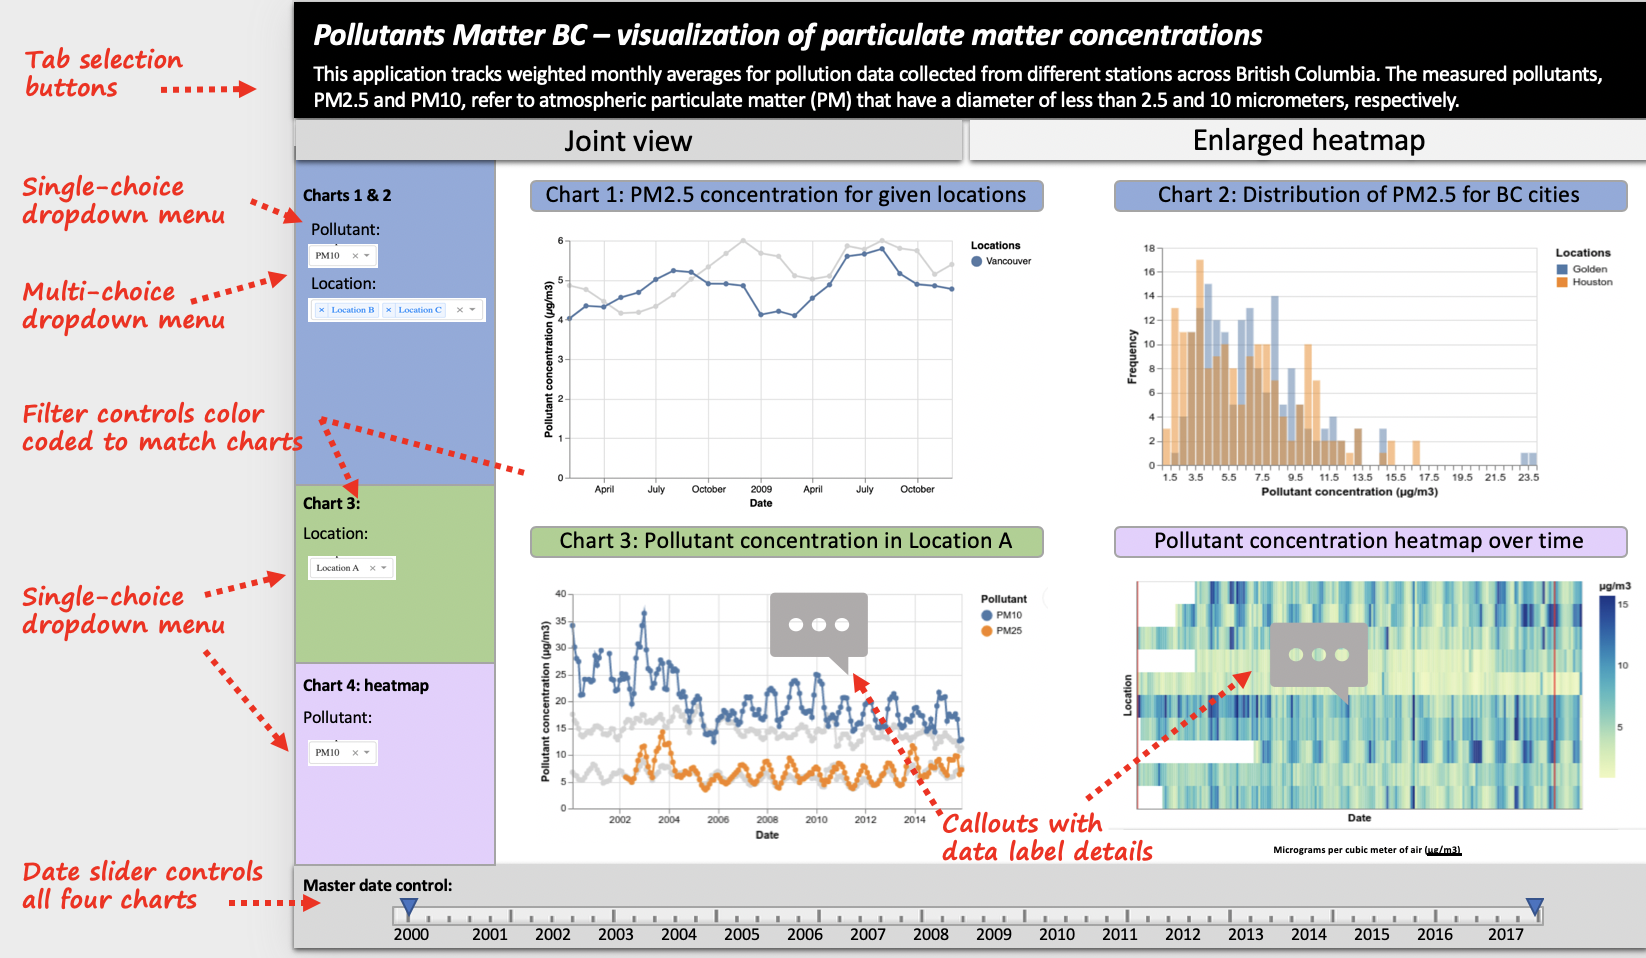 Pollutants Matter BC – visualization of particulate matter concentrations
This application tracks weighted monthly averages for pollution data collected from different stations across British Columbia. The measured pollutants,
PM2.5 and PM10, refer to atmospheric particulate matter (PM) that have a diameter of less than 2.5 and 10 micrometers, respectively.
Tab selection
buttons
Joint view
Enlarged heatmap
Single-choice
dropdown menu
Multi-choice
dropdown menu
Filter controls color
coded to match charts
Single-choice
dropdown menu
Date slider controls
all four charts
Charts 1 & 2
Pollutant:
PM10 ×
Location:
× Location B × Location C ×
Chart 3:
Location:
Location A ×
Chart 4: heatmap
Pollutant:
PM10 ×
Chart 1: PM2.5 concentration for given locations
Pollutant concentration (µg/m3)
6
5
4
3
2
1
0
April July October 2009 April July October
Date
Locations
Vancouver
Chart 2: Distribution of PM2.5 for BC cities
Frequency
18
16
14
12
10
8
6
4
2
0
1.5 3.5 5.5 7.5 9.5 11.5 13.5 15.5 17.5 19.5 21.5 23.5
Pollutant concentration (µg/m3)
Locations
Golden
Houston
Chart 3: Pollutant concentration in Location A
Pollutant concentration (µg/m3)
40
35
30
25
20
15
10
5
0
2002 2004 2006 2008 2010 2012 2014
Date
Pollutant
PM10
PM25
Callouts with
data label details
Pollutant concentration heatmap over time
Location
Date
µg/m3
15
10
5
Micrograms per cubic meter of air (µg/m3)
Master date control:
2000 2001 2002 2003 2004 2005 2006 2007 2008 2009 2010 2011 2012 2013 2014 2015 2016 2017